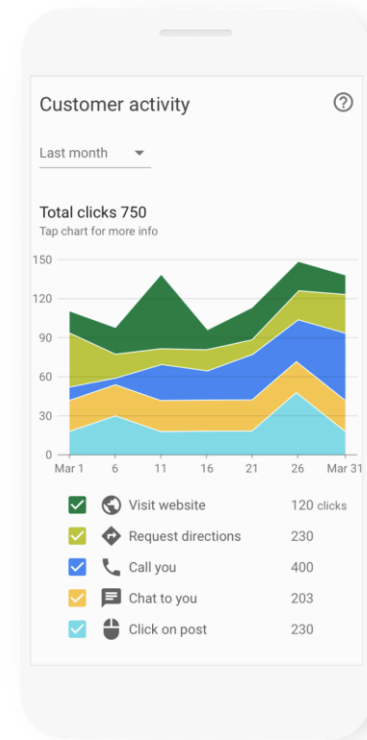 Customer activity
Last month
Total clicks 750
Tap chart for more info
150
120
90
60
30
0
Mar 1 6 11 16 21 26 Mar 31
Visit website 120 clicks
Request directions 230
Call you 400
Chat to you 203
Click on post 230